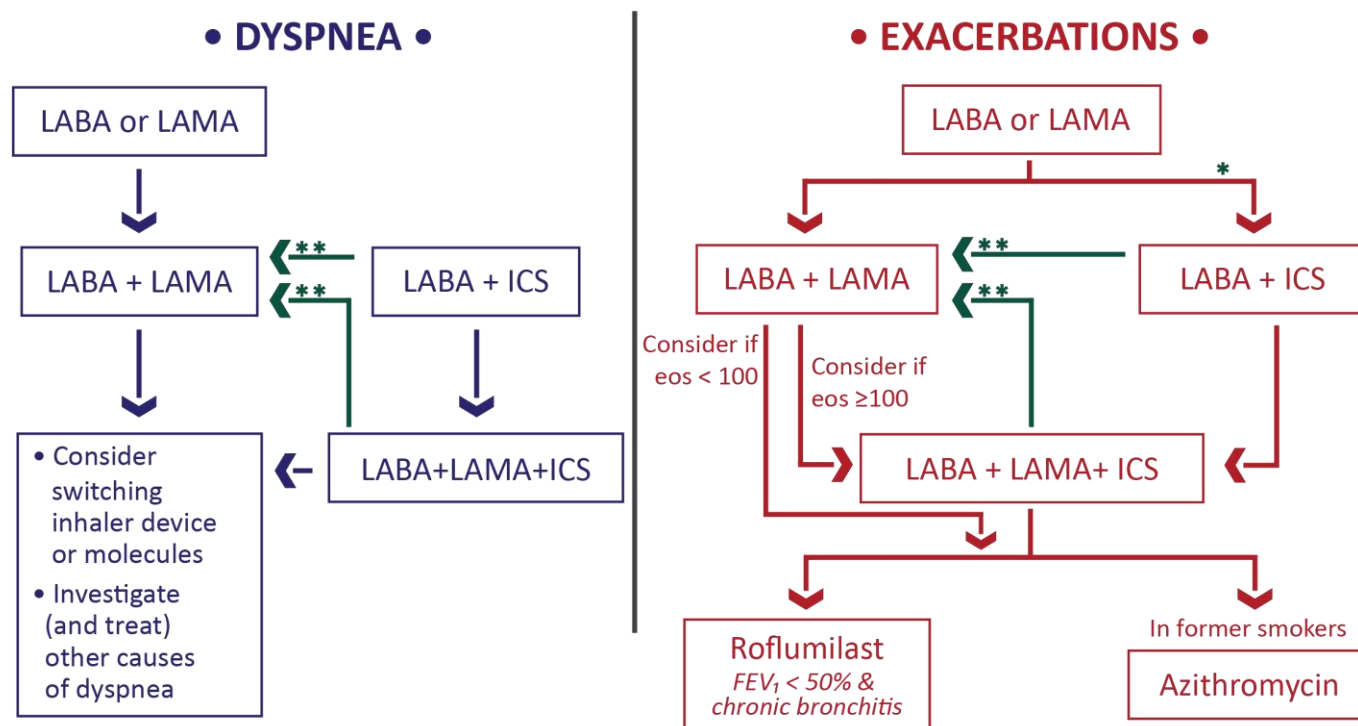 • DYSPNEA •
LABA or LAMA
**
LABA + LAMA
**
LABA + ICS
• Consider
switching
inhaler device
or molecules
• Investigate
(and treat)
other causes
of dyspnea
LABA+LAMA+ICS
• EXACERBATIONS •
LABA or LAMA
*
**
LABA + LAMA
**
LABA + ICS
Consider if
eos < 100
Consider if
eos ≥100
LABA + LAMA+ ICS
Roflumilast
FEV₁ < 50% &
chronic bronchitis
In former smokers
Azithromycin